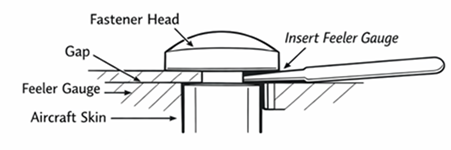 Fastener Head
Insert Feeler Gauge
Gap
Feeler Gauge
Aircraft Skin